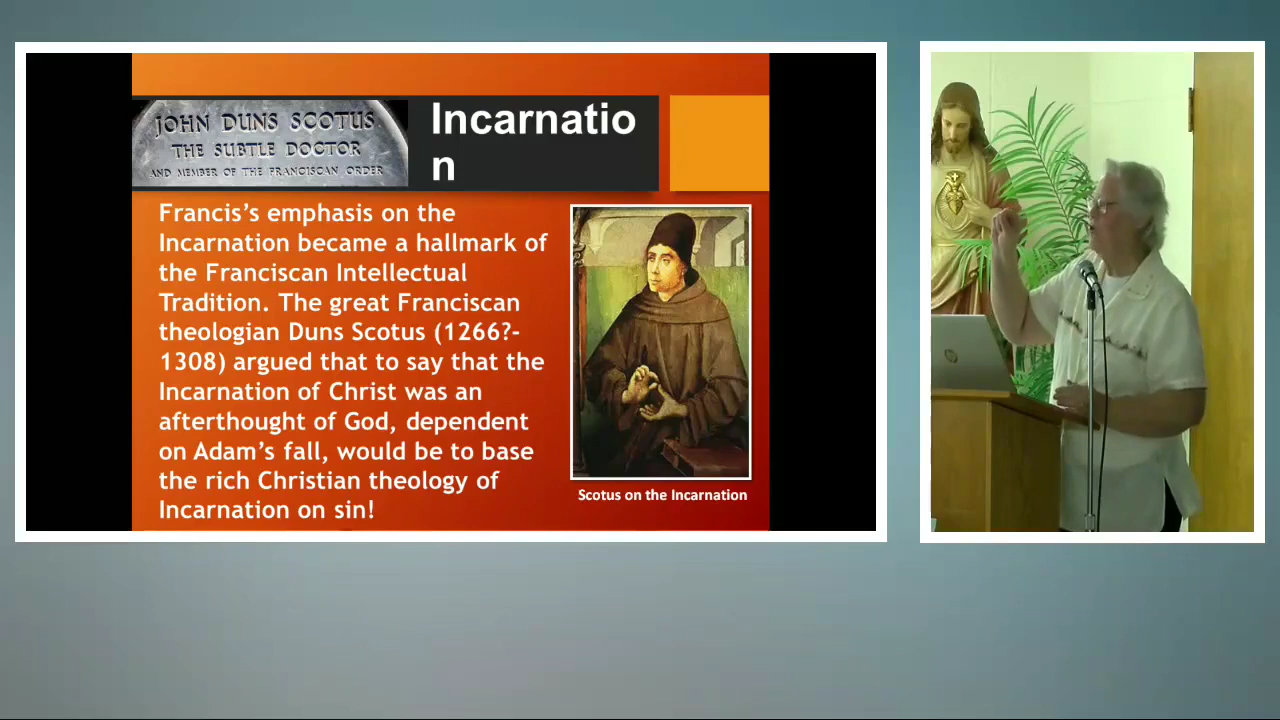 JOHN DUNS SCOTUS
THE SUBTLE DOCTOR
AND MEMBER OF THE FRANCISCAN ORDER
Incarnatio
n
Francis’s emphasis on the
Incarnation became a hallmark of
the Franciscan Intellectual
Tradition. The great Franciscan
theologian Duns Scotus (1266?-
1308) argued that to say that the
Incarnation of Christ was an
afterthought of God, dependent
on Adam’s fall, would be to base
the rich Christian theology of
Incarnation on sin!
Scotus on the Incarnation